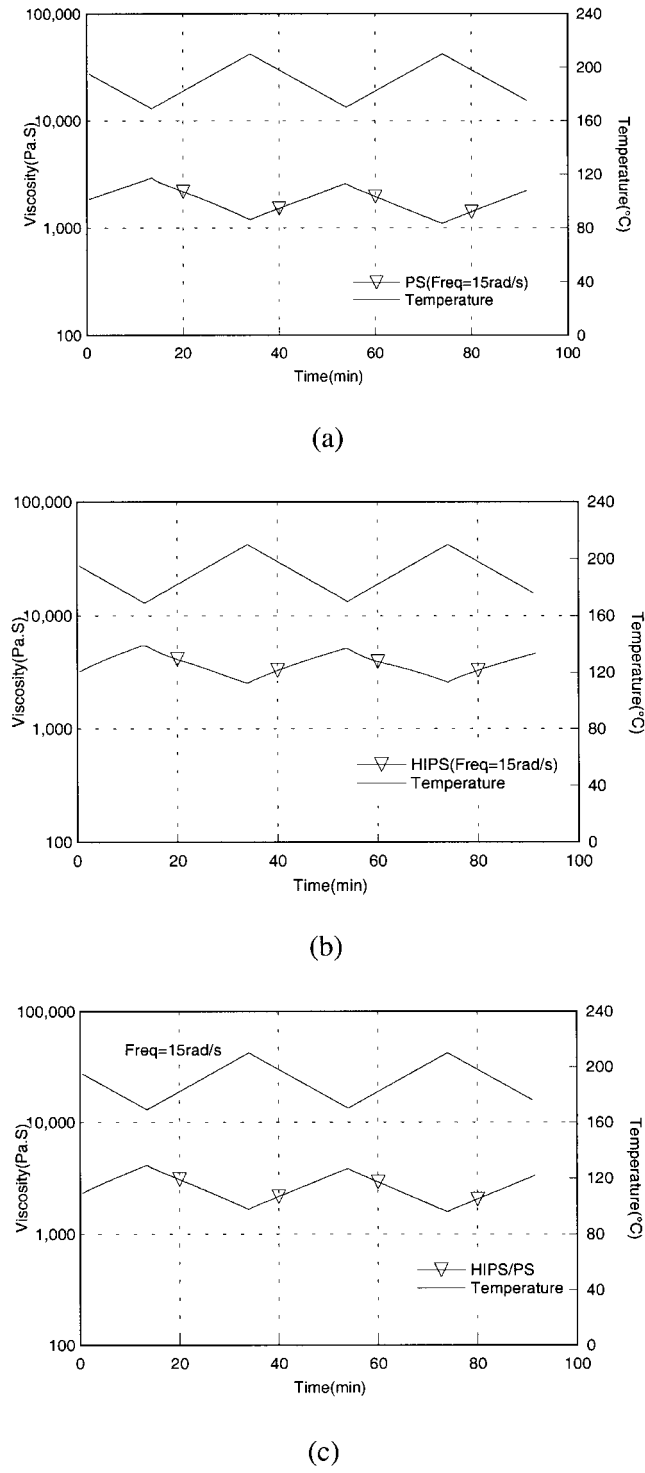 100,000
10,000
1,000
100
Viscosity(Pa.S)
240
200
160
120
80
40
0
Temperature(°C)
PS(Freq=15rad/s)
Temperature
0 20 40 60 80 100
Time(min)
(a)
100,000
10,000
1,000
100
Viscosity(Pa.S)
240
200
160
120
80
40
0
Temperature(°C)
HIPS(Freq=15rad/s)
Temperature
0 20 40 60 80 100
Time(min)
(b)
100,000
10,000
1,000
100
Viscosity(Pa.S)
240
200
160
120
80
40
0
Temperature(°C)
Freq=15rad/s
HIPS/PS
Temperature
0 20 40 60 80 100
Time(min)
(c)